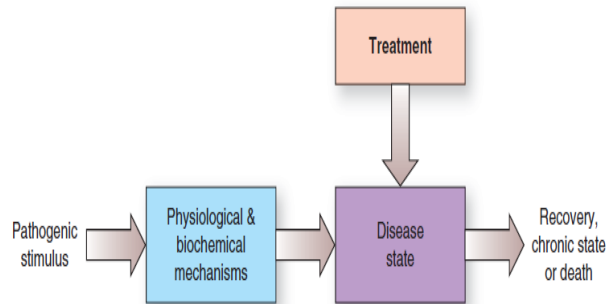 Treatment
Pathogenic
stimulus
Physiological &
biochemical
mechanisms
Disease
state
Recovery,
chronic state
or death